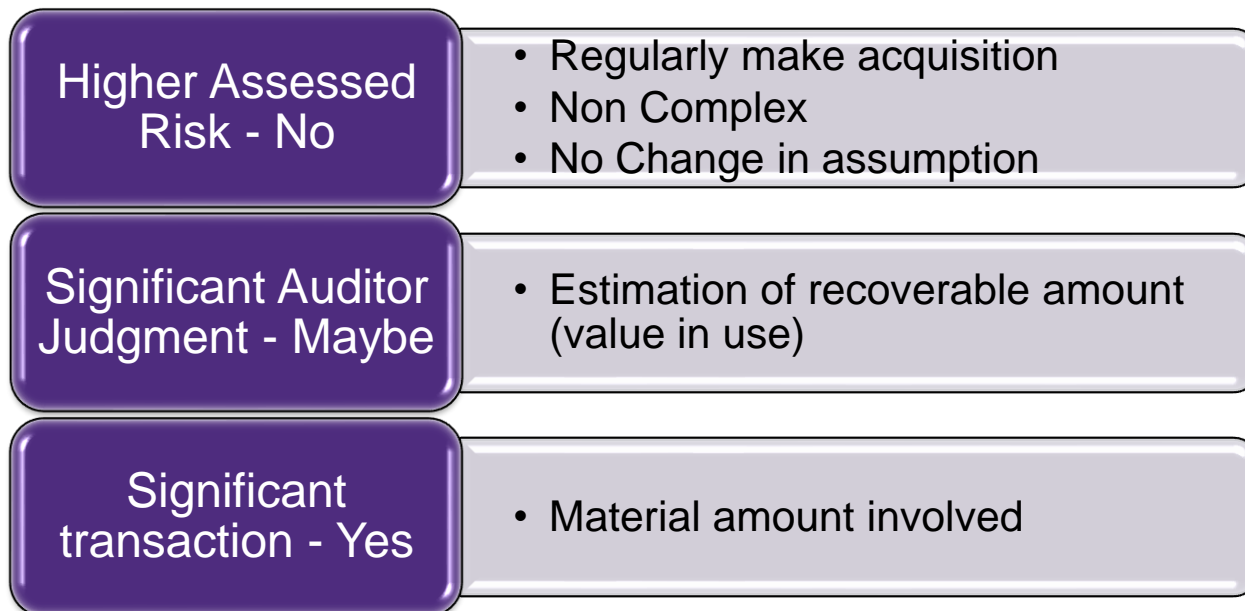 Higher Assessed
Risk - No
• Regularly make acquisition
• Non Complex
• No Change in assumption
Significant Auditor
Judgment - Maybe
• Estimation of recoverable amount
(value in use)
Significant
transaction - Yes
• Material amount involved